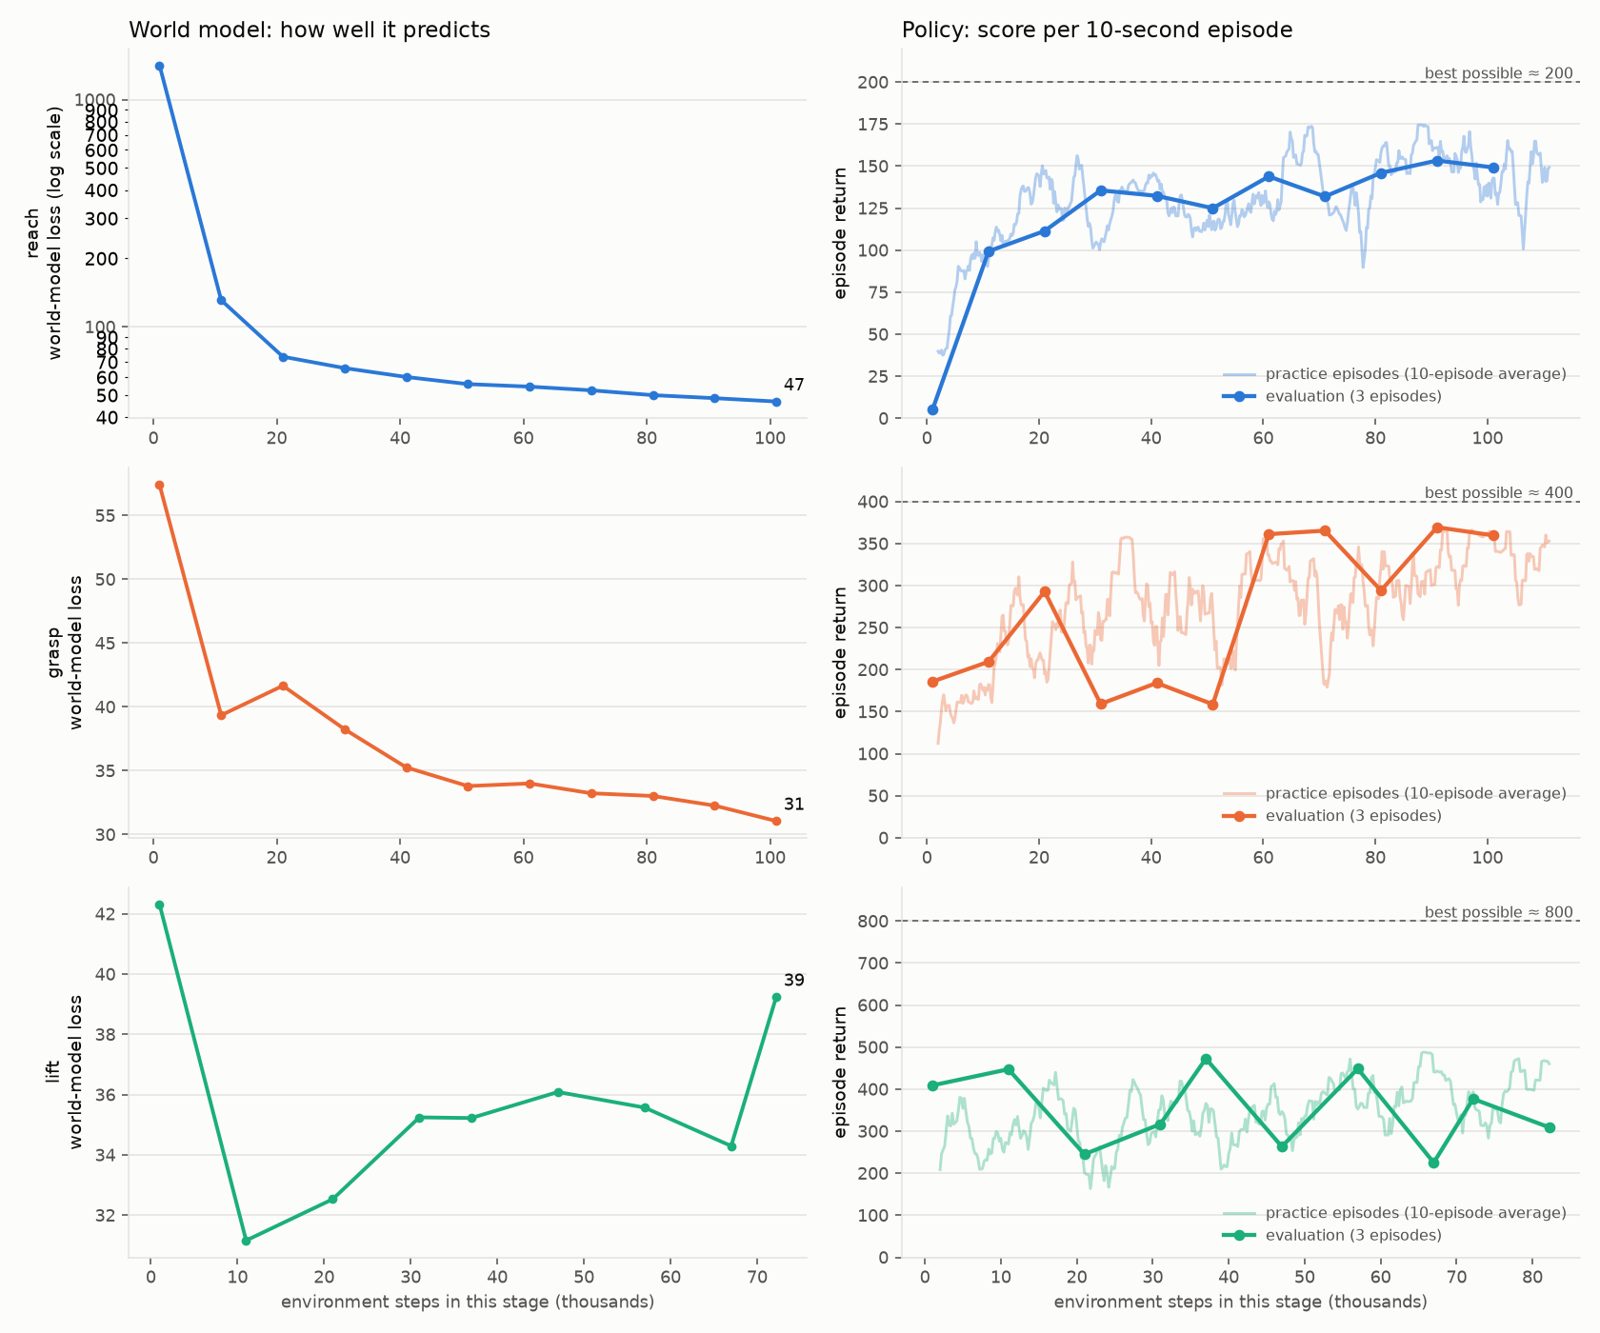 World model: how well it predicts
reach
world-model loss (log scale)
1000
900
800
700
600
500
400
300
200
100
90
80
70
60
50
40
47
0 20 40 60 80 100
Policy: score per 10-second episode
episode return
200
175
150
125
100
75
50
25
0
best possible ≈ 200
practice episodes (10-episode average)
evaluation (3 episodes)
0 20 40 60 80 100
grasp
world-model loss
55
50
45
40
35
30
31
0 20 40 60 80 100
episode return
400
350
300
250
200
150
100
50
0
best possible ≈ 400
practice episodes (10-episode average)
evaluation (3 episodes)
0 20 40 60 80 100
lift
world-model loss
42
40
38
36
34
32
39
0 10 20 30 40 50 60 70
environment steps in this stage (thousands)
episode return
800
700
600
500
400
300
200
100
0
best possible ≈ 800
practice episodes (10-episode average)
evaluation (3 episodes)
0 10 20 30 40 50 60 70 80
environment steps in this stage (thousands)